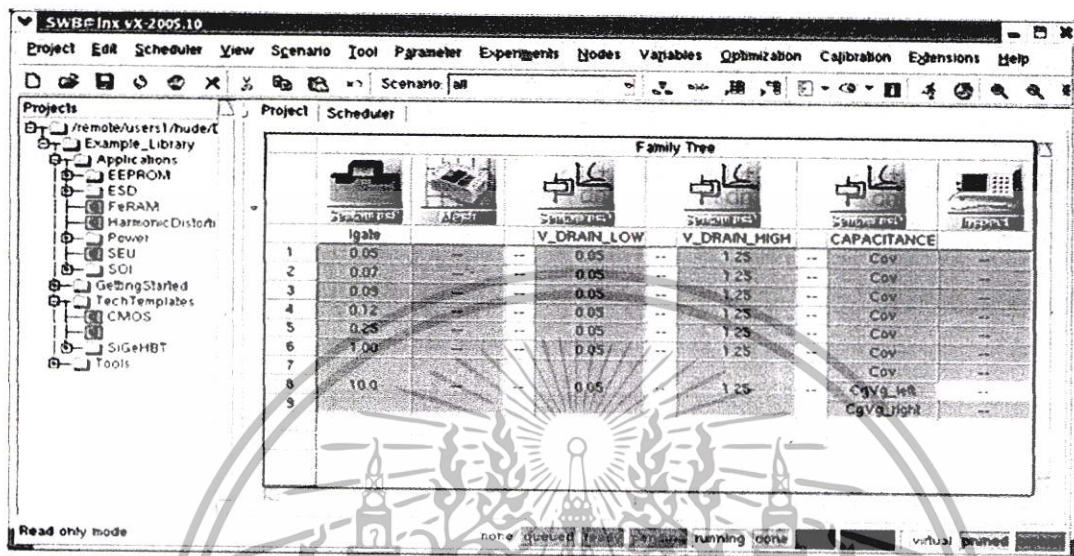 SWB@lnx vX-2005.10
Project Edit Scheduler View Scenario Tool Parameter Experiments Nodes Variables Optimization Calibration Extensions Help
Scenario: all
Projects
Project Scheduler
/remote/users1/hude/t
Example_Library
Applications
EEPROM
ESD
FeRAM
HarmonicDistorti
Power
SEU
SOI
GettingStarted
TechTemplates
CMOS
SiGeHBT
Tools
Family Tree
Inspect
lgate V_DRAIN_LOW V_DRAIN_HIGH CAPACITANCE
1 0.05 -- -- 0.05 -- 1.25 -- Cov --
2 0.07 -- -- 0.05 -- 1.25 -- Cov --
3 0.09 -- -- 0.05 -- 1.25 -- Cov --
4 0.12 -- -- 0.05 -- 1.25 -- Cov --
5 0.25 -- -- 0.05 -- 1.25 -- Cov --
6 1.00 -- -- 0.05 -- 1.25 -- Cov --
7 Cov --
8 10.0 -- -- 0.05 -- 1.25 -- CgVg_left --
9 CgVg_right --
Read only mode
none queued ready pending running done virtual pruned